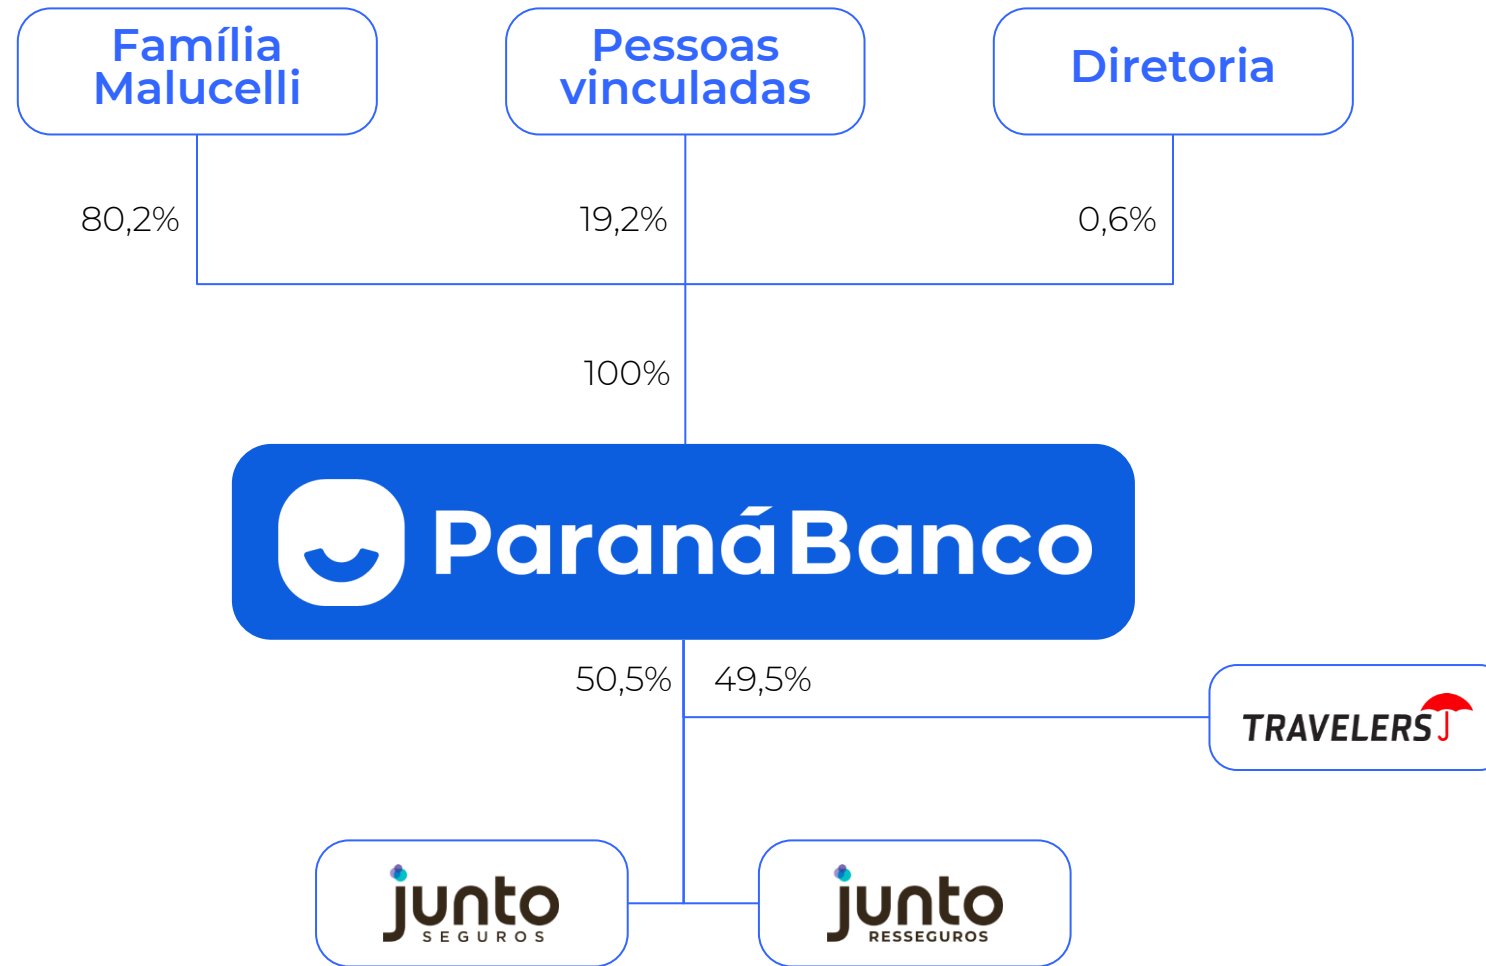 Família
Malucelli
Pessoas
vinculadas
Diretoria
80,2%
19,2%
0,6%
100%
ParanáBanco
50,5%
49,5%
TRAVELERS
junto
SEGUROS
junto
RESSEGUROS